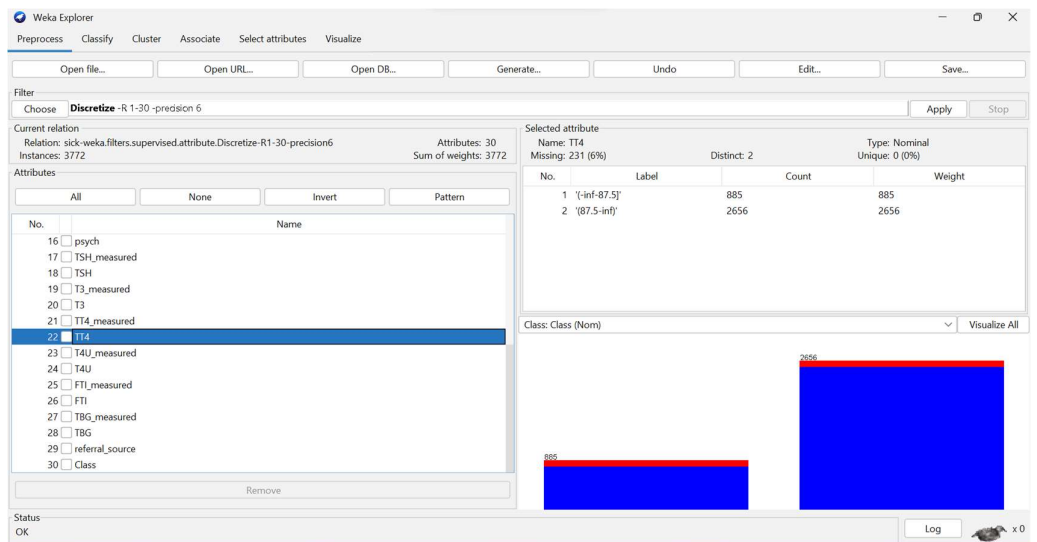 Weka Explorer
Preprocess Classify Cluster Associate Select attributes Visualize
Open file... Open URL... Open DB... Generate... Undo Edit... Save...
Filter
Choose Discretize -R 1-30 -precision 6 Apply Stop
Current relation
Relation: sick-weka.filters.supervised.attribute.Discretize-R1-30-precision6 Attributes: 30
Instances: 3772 Sum of weights: 3772
Attributes
All None Invert Pattern
No. Name
16 psych
17 TSH_measured
18 TSH
19 T3_measured
20 T3
21 TT4_measured
22 TT4
23 T4U_measured
24 T4U
25 FTI_measured
26 FTI
27 TBG_measured
28 TBG
29 referral_source
30 Class
Remove
Selected attribute
Name: TT4 Type: Nominal
Missing: 231 (6%) Distinct: 2 Unique: 0 (0%)
No. Label Count Weight
1 '(-inf-87.5]' 885 885
2 '(87.5-inf)' 2656 2656
Class: Class (Nom) Visualize All
2656
885
Status
OK Log x 0